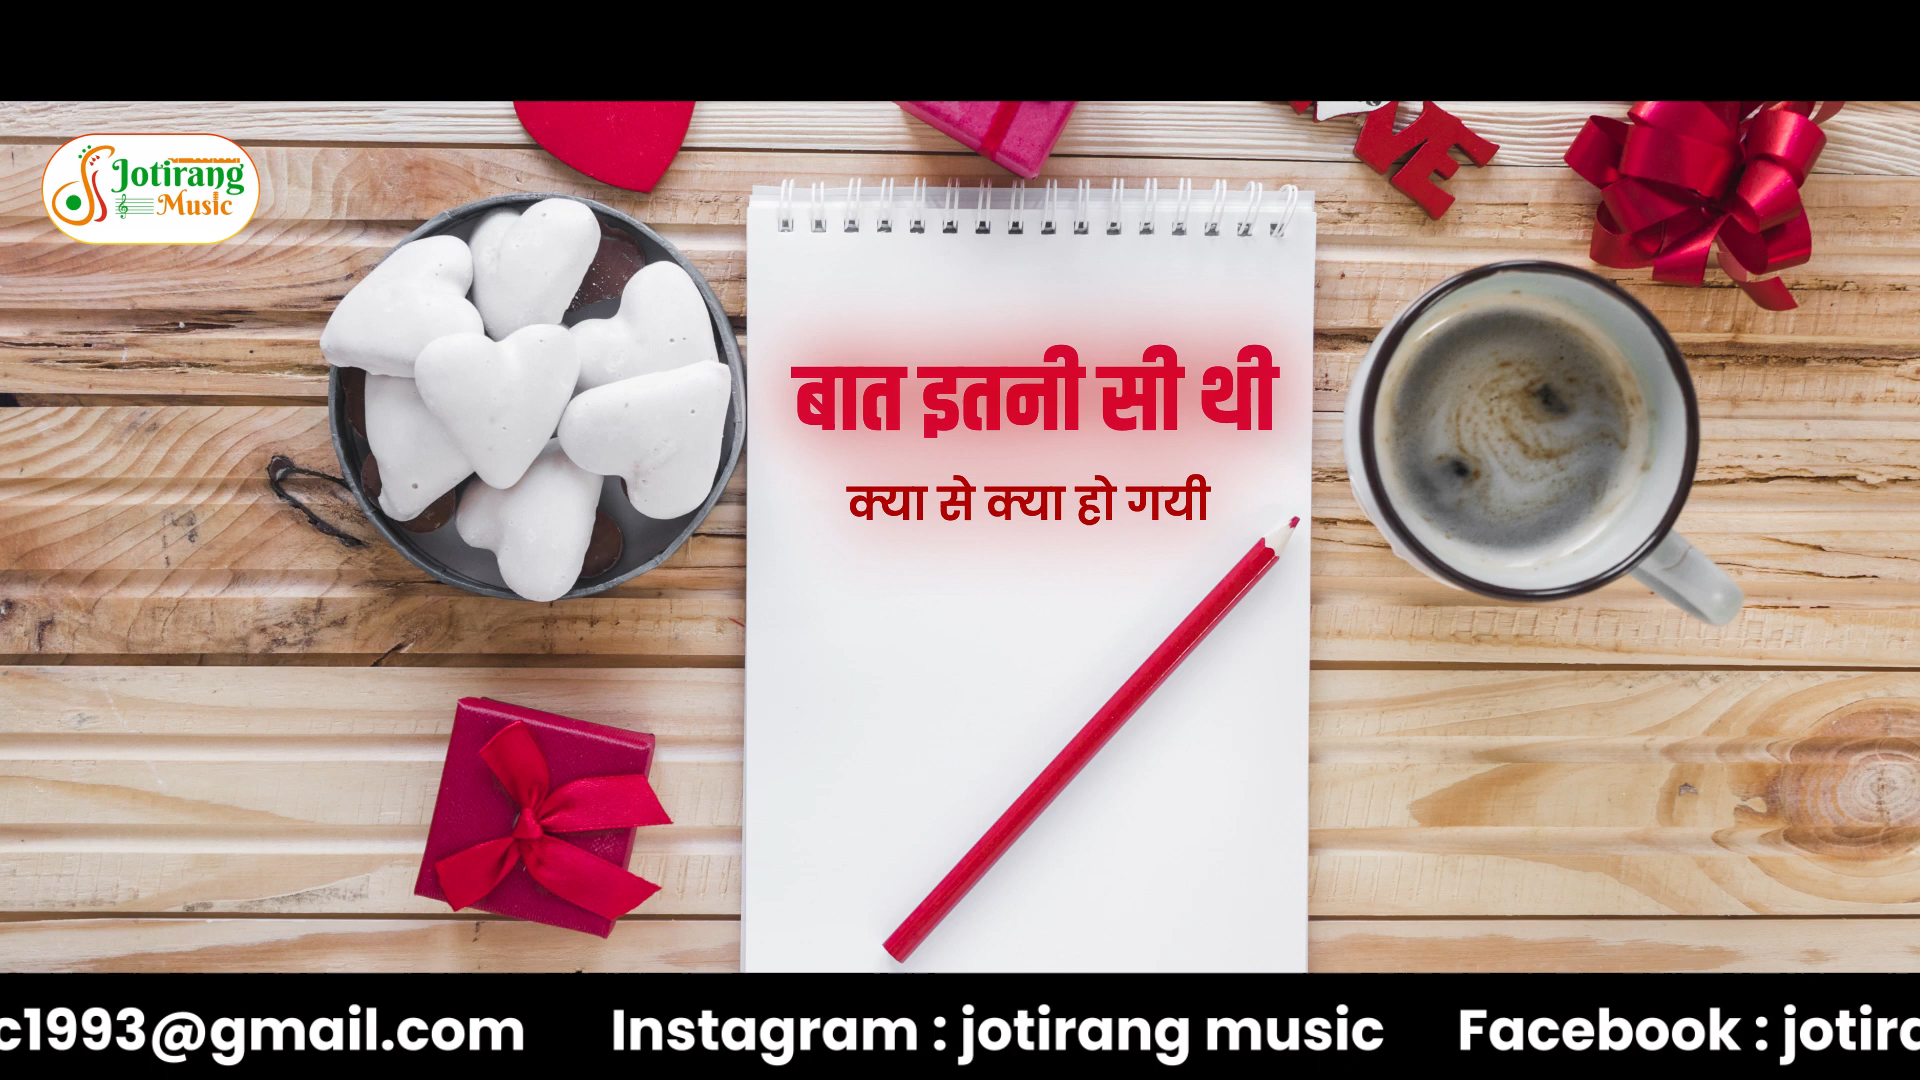 Jotirang
Music
बात इतनी सी थी
क्या से क्या हो गयी
c1993@gmail.com Instagram : jotirang music Facebook : jotira